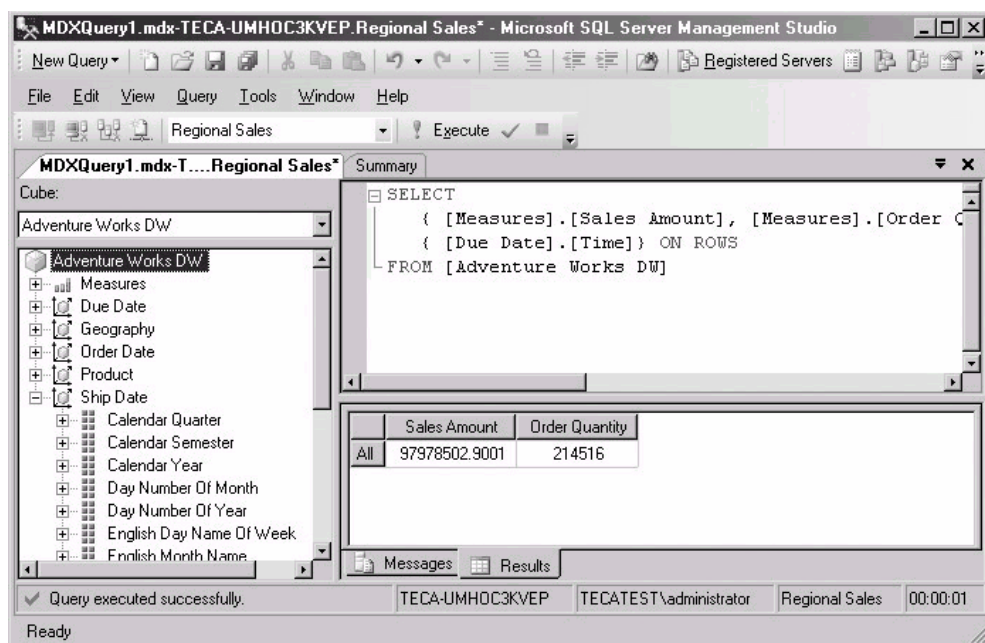 MDXQuery1.mdx-TECA-UMHOC3KVEP.Regional Sales* - Microsoft SQL Server Management Studio
New Query Registered Servers
File Edit View Query Tools Window Help
Regional Sales Execute
MDXQuery1.mdx-T....Regional Sales* Summary
Cube:
Adventure Works DW
Adventure Works DW
Measures
Due Date
Geography
Order Date
Product
Ship Date
Calendar Quarter
Calendar Semester
Calendar Year
Day Number Of Month
Day Number Of Year
English Day Name Of Week
English Month Name
SELECT
{ [Measures].[Sales Amount], [Measures].[Order
{ [Due Date].[Time]} ON ROWS
FROM [Adventure Works DW]
Sales Amount Order Quantity
All 97978502.9001 214516
Messages Results
Query executed successfully. TECA-UMHOC3KVEP TECATEST\administrator Regional Sales 00:00:01
Ready